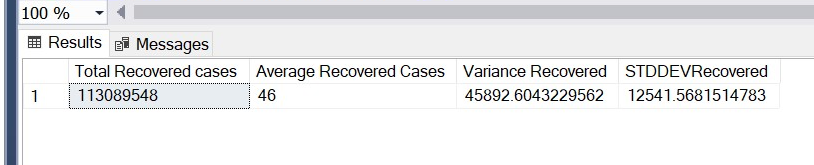 100 %
Results Messages
Total Recovered cases Average Recovered Cases Variance Recovered STDDEVRecovered
1 113089548 46 45892.6043229562 12541.5681514783